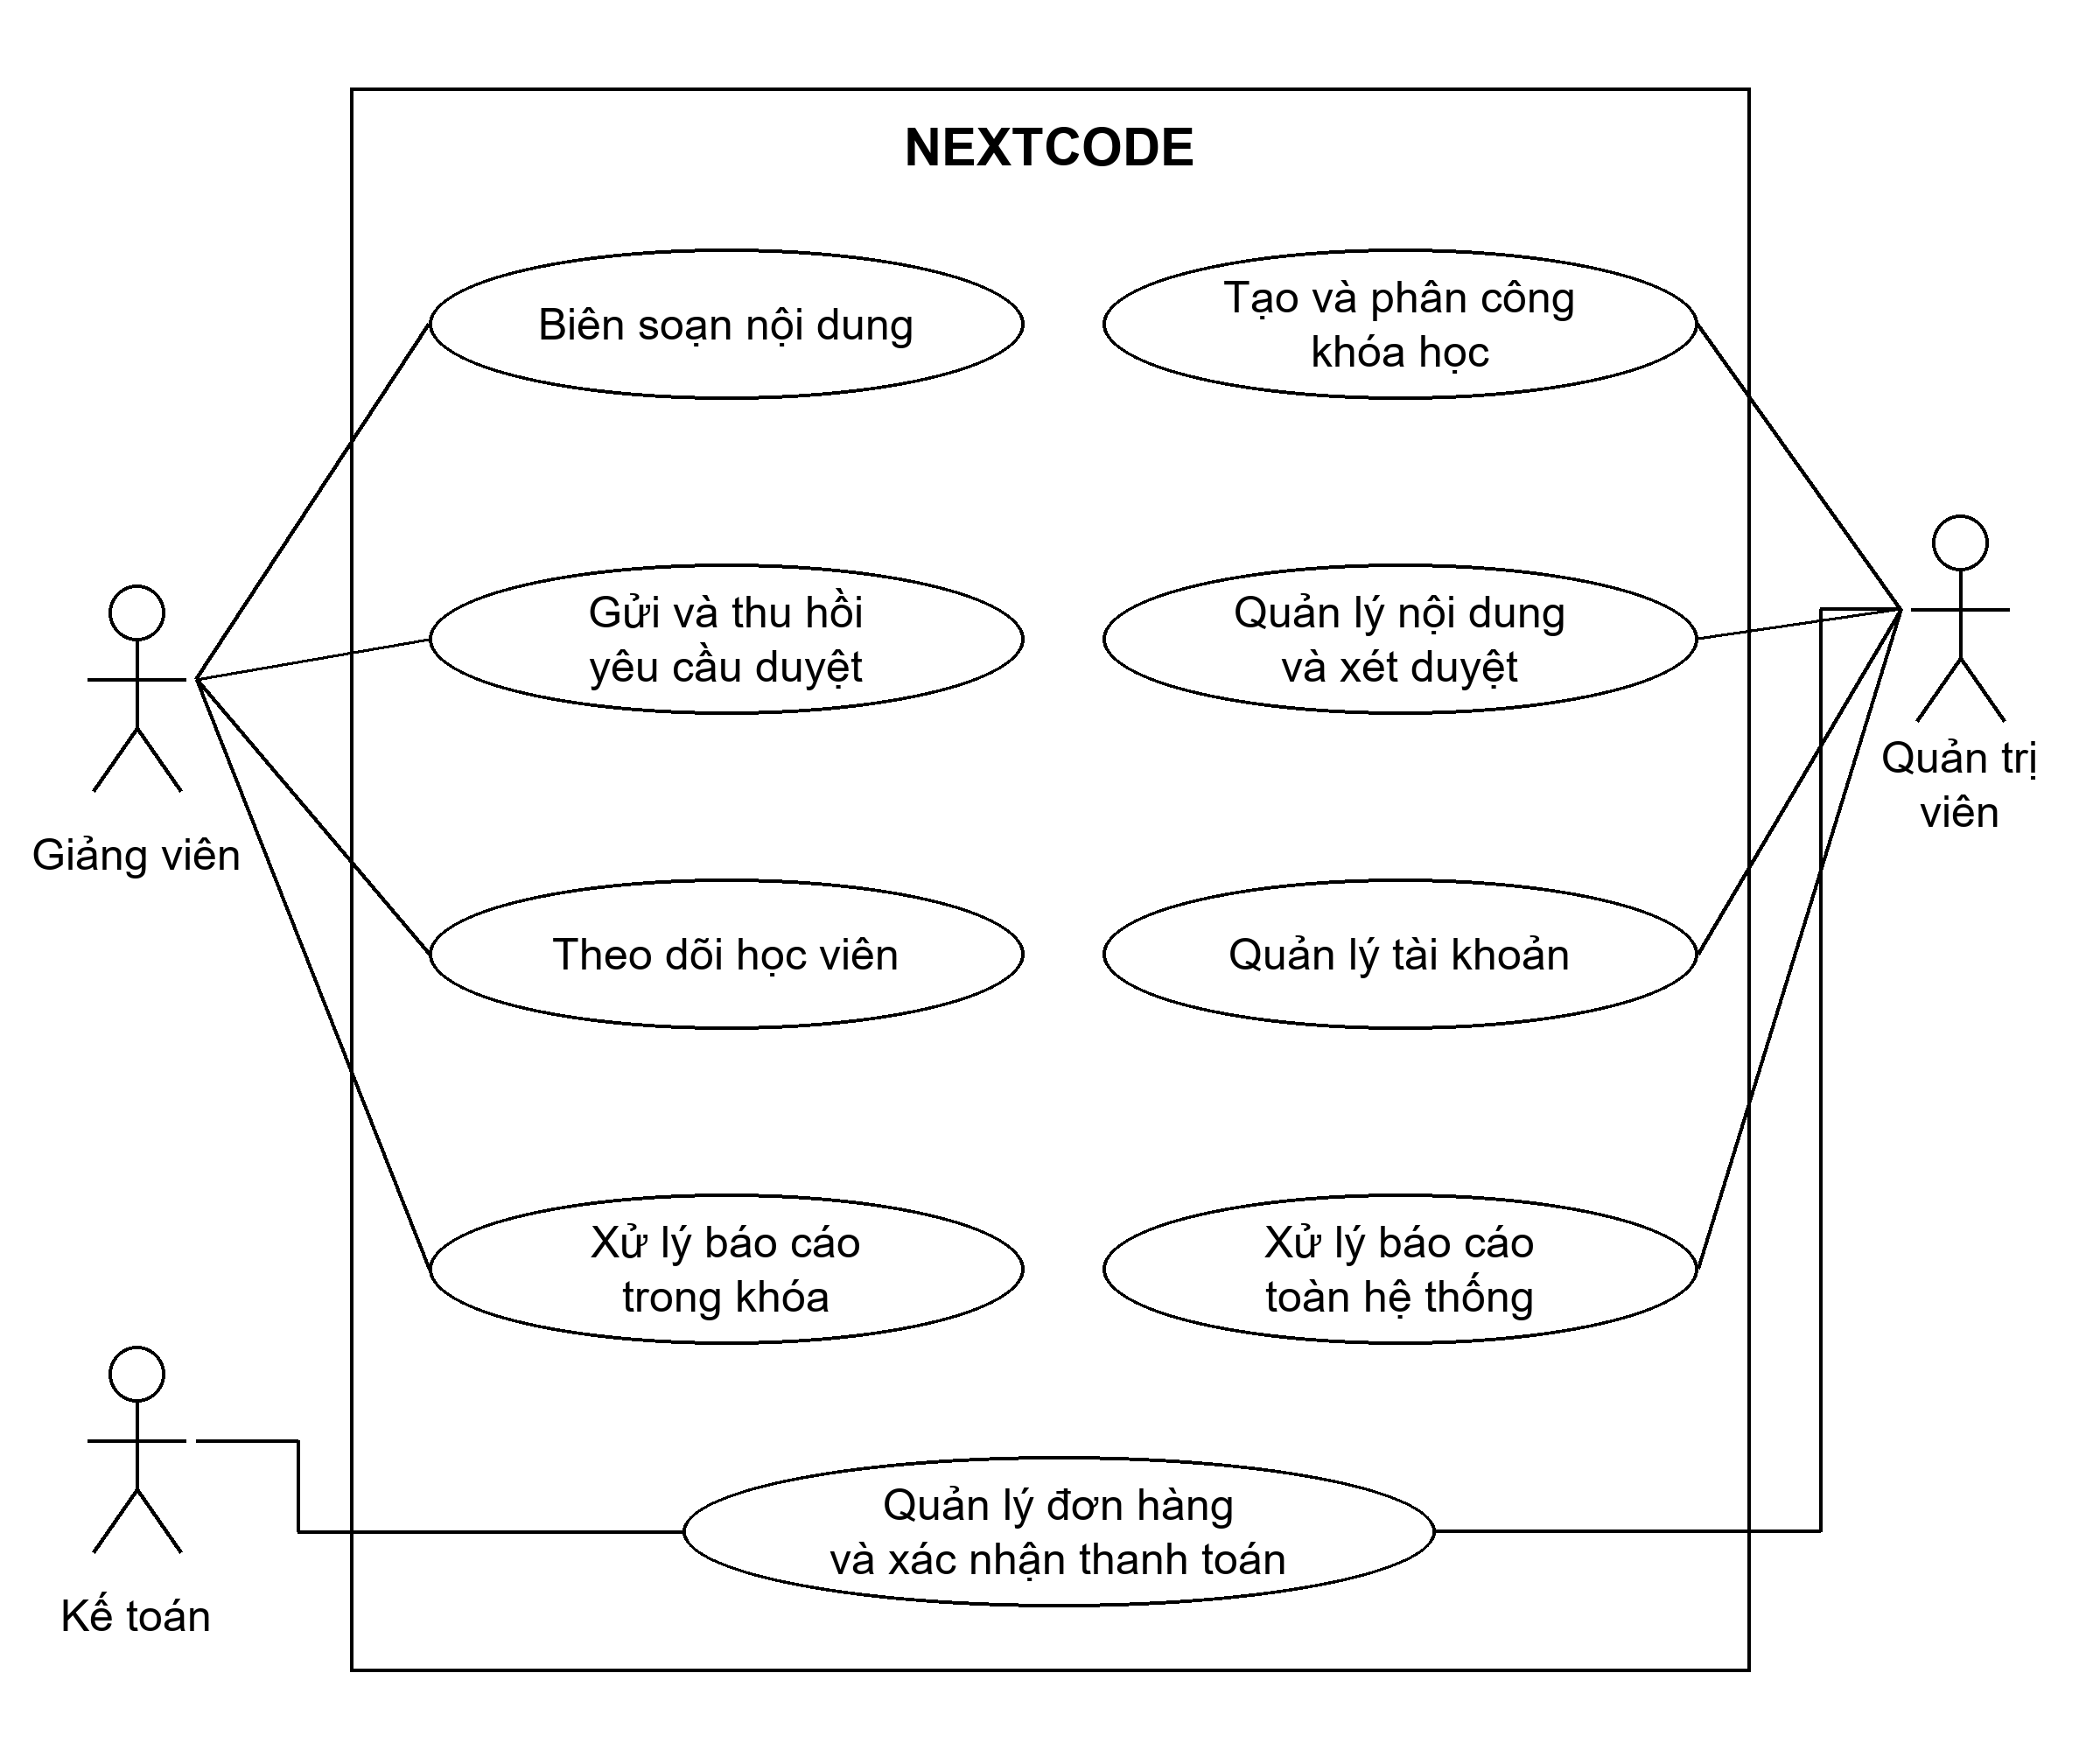 NEXTCODE
Biên soạn nội dung
Tạo và phân công
khóa học
Gửi và thu hồi
yêu cầu duyệt
Quản lý nội dung
và xét duyệt
Giảng viên
Quản trị
viên
Theo dõi học viên
Quản lý tài khoản
Xử lý báo cáo
trong khóa
Xử lý báo cáo
toàn hệ thống
Kế toán
Quản lý đơn hàng
và xác nhận thanh toán